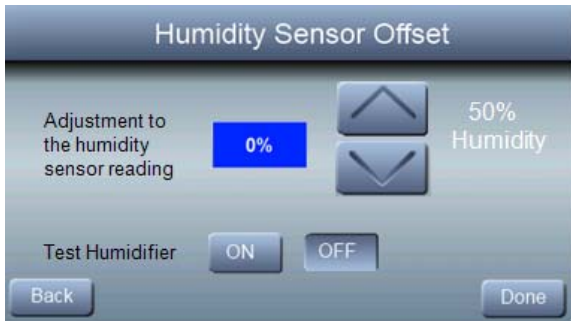 Humidity Sensor Offset
Adjustment to
the humidity
sensor reading
0%
50%
Humidity
Test Humidifier
ON
OFF
Back
Done